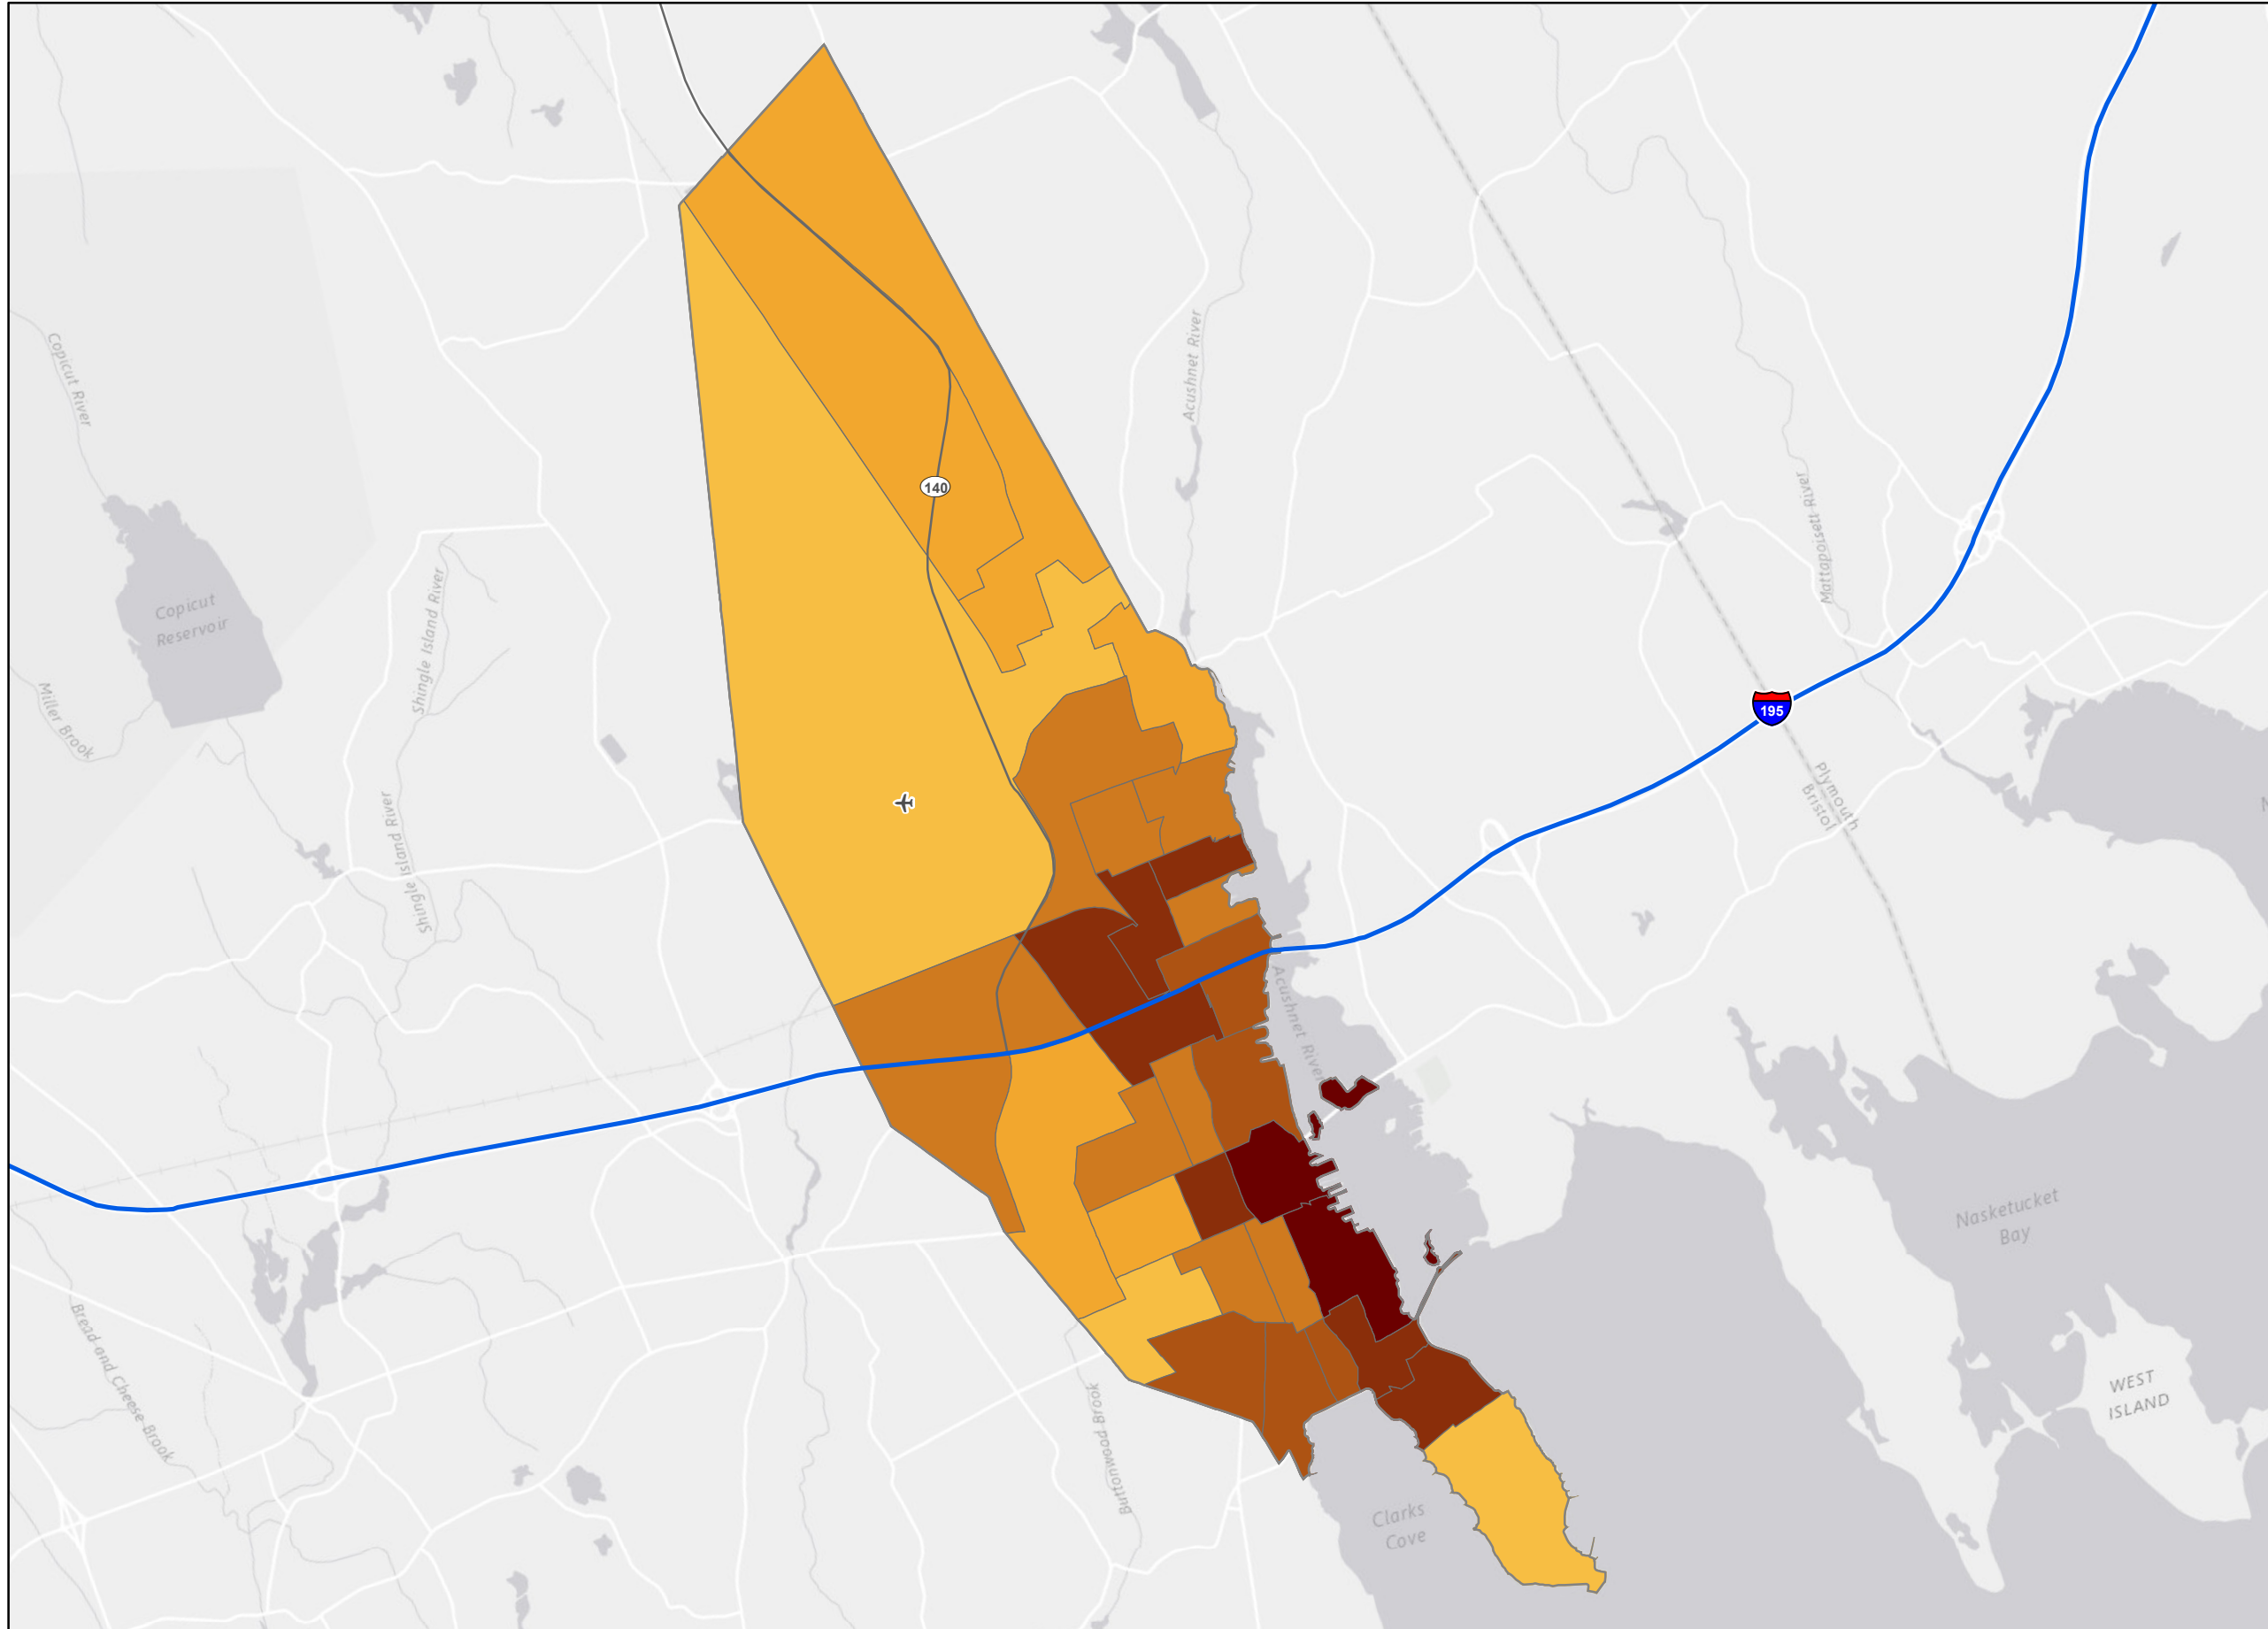 Copicut River
Acushnet River
140
Mattapoisett River
Copicut
Reservoir
Shingle Island River
Miller Brook
195
Plymouth
Bristol
Shingle Island River
Acushnet River
Nasketucket
Bay
Bread and Cheese Brook
Buttonwood Brook
WEST
ISLAND
Clarks
Cove